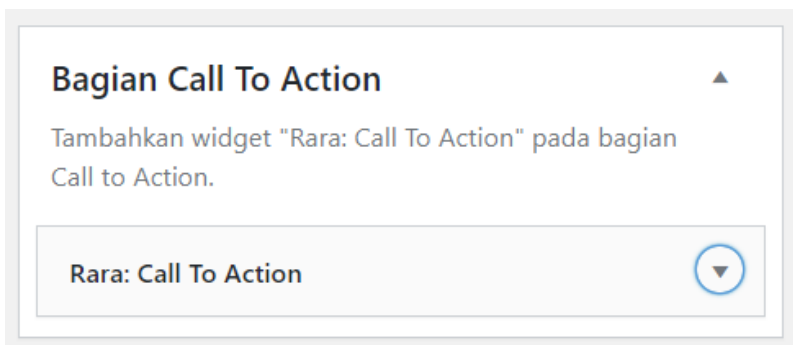 Bagian Call To Action
Tambahkan widget "Rara: Call To Action" pada bagian
Call to Action.
Rara: Call To Action